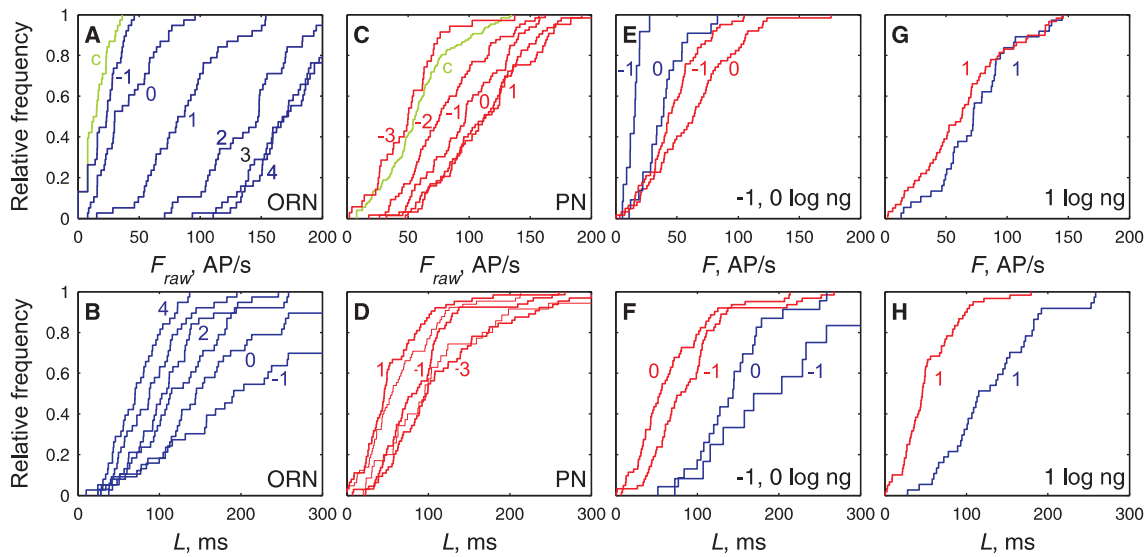 Relative frequency
1
0.8
0.6
0.4
0.2
0
A
c
-1
0
1
2
3
4
ORN
0 50 100 150 200
F raw, AP/s
C
-3
c
-2
-1
0
1
PN
50 100 150 200
F raw, AP/s
E
-1
0
-1
0
-1, 0 log ng
0 50 100 150 200
F, AP/s
G
1
1
1 log ng
0 50 100 150 200
F, AP/s
Relative frequency
1
0.8
0.6
0.4
0.2
0
B
4
2
0
-1
ORN
0 100 200 300
L, ms
D
1
-1
-3
PN
0 100 200 300
L, ms
F
0
-1
0
-1
-1, 0 log ng
0 100 200 300
L, ms
H
1
1
1 log ng
0 100 200 300
L, ms